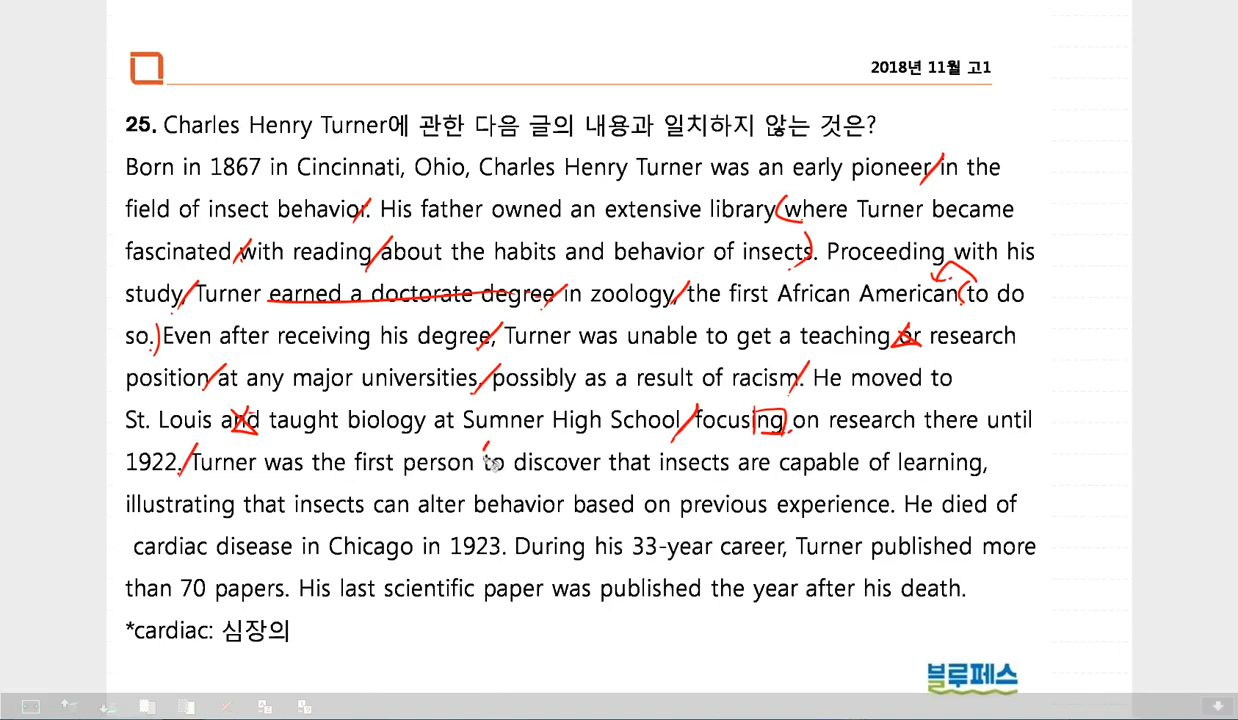 2018년 11월 고1
25. Charles Henry Turner에 관한 다음 글의 내용과 일치하지 않는 것은?
Born in 1867 in Cincinnati, Ohio, Charles Henry Turner was an early pioneer in the
field of insect behavior. His father owned an extensive library where Turner became
fascinated with reading about the habits and behavior of insects. Proceeding with his
study, Turner earned a doctorate degree in zoology, the first African American to do
so. Even after receiving his degree, Turner was unable to get a teaching or research
position at any major universities, possibly as a result of racism. He moved to
St. Louis and taught biology at Sumner High School, focusing on research there until
1922. Turner was the first person to discover that insects are capable of learning,
illustrating that insects can alter behavior based on previous experience. He died of
cardiac disease in Chicago in 1923. During his 33-year career, Turner published more
than 70 papers. His last scientific paper was published the year after his death.
*cardiac: 심장의
블루페스